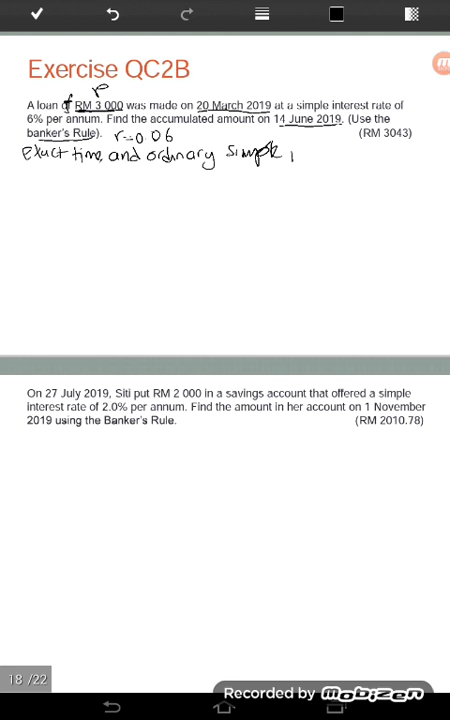 Exercise QC2B
P
A loan of RM 3 000 was made on 20 March 2019 at a simple interest rate of
6% per annum. Find the accumulated amount on 14 June 2019. (Use the
banker's Rule). r=0.06 (RM 3043)
Exact time and ordinary simple i
On 27 July 2019, Siti put RM 2 000 in a savings account that offered a simple
interest rate of 2.0% per annum. Find the amount in her account on 1 November
2019 using the Banker's Rule. (RM 2010.78)
18 /22
Recorded by Mobizen